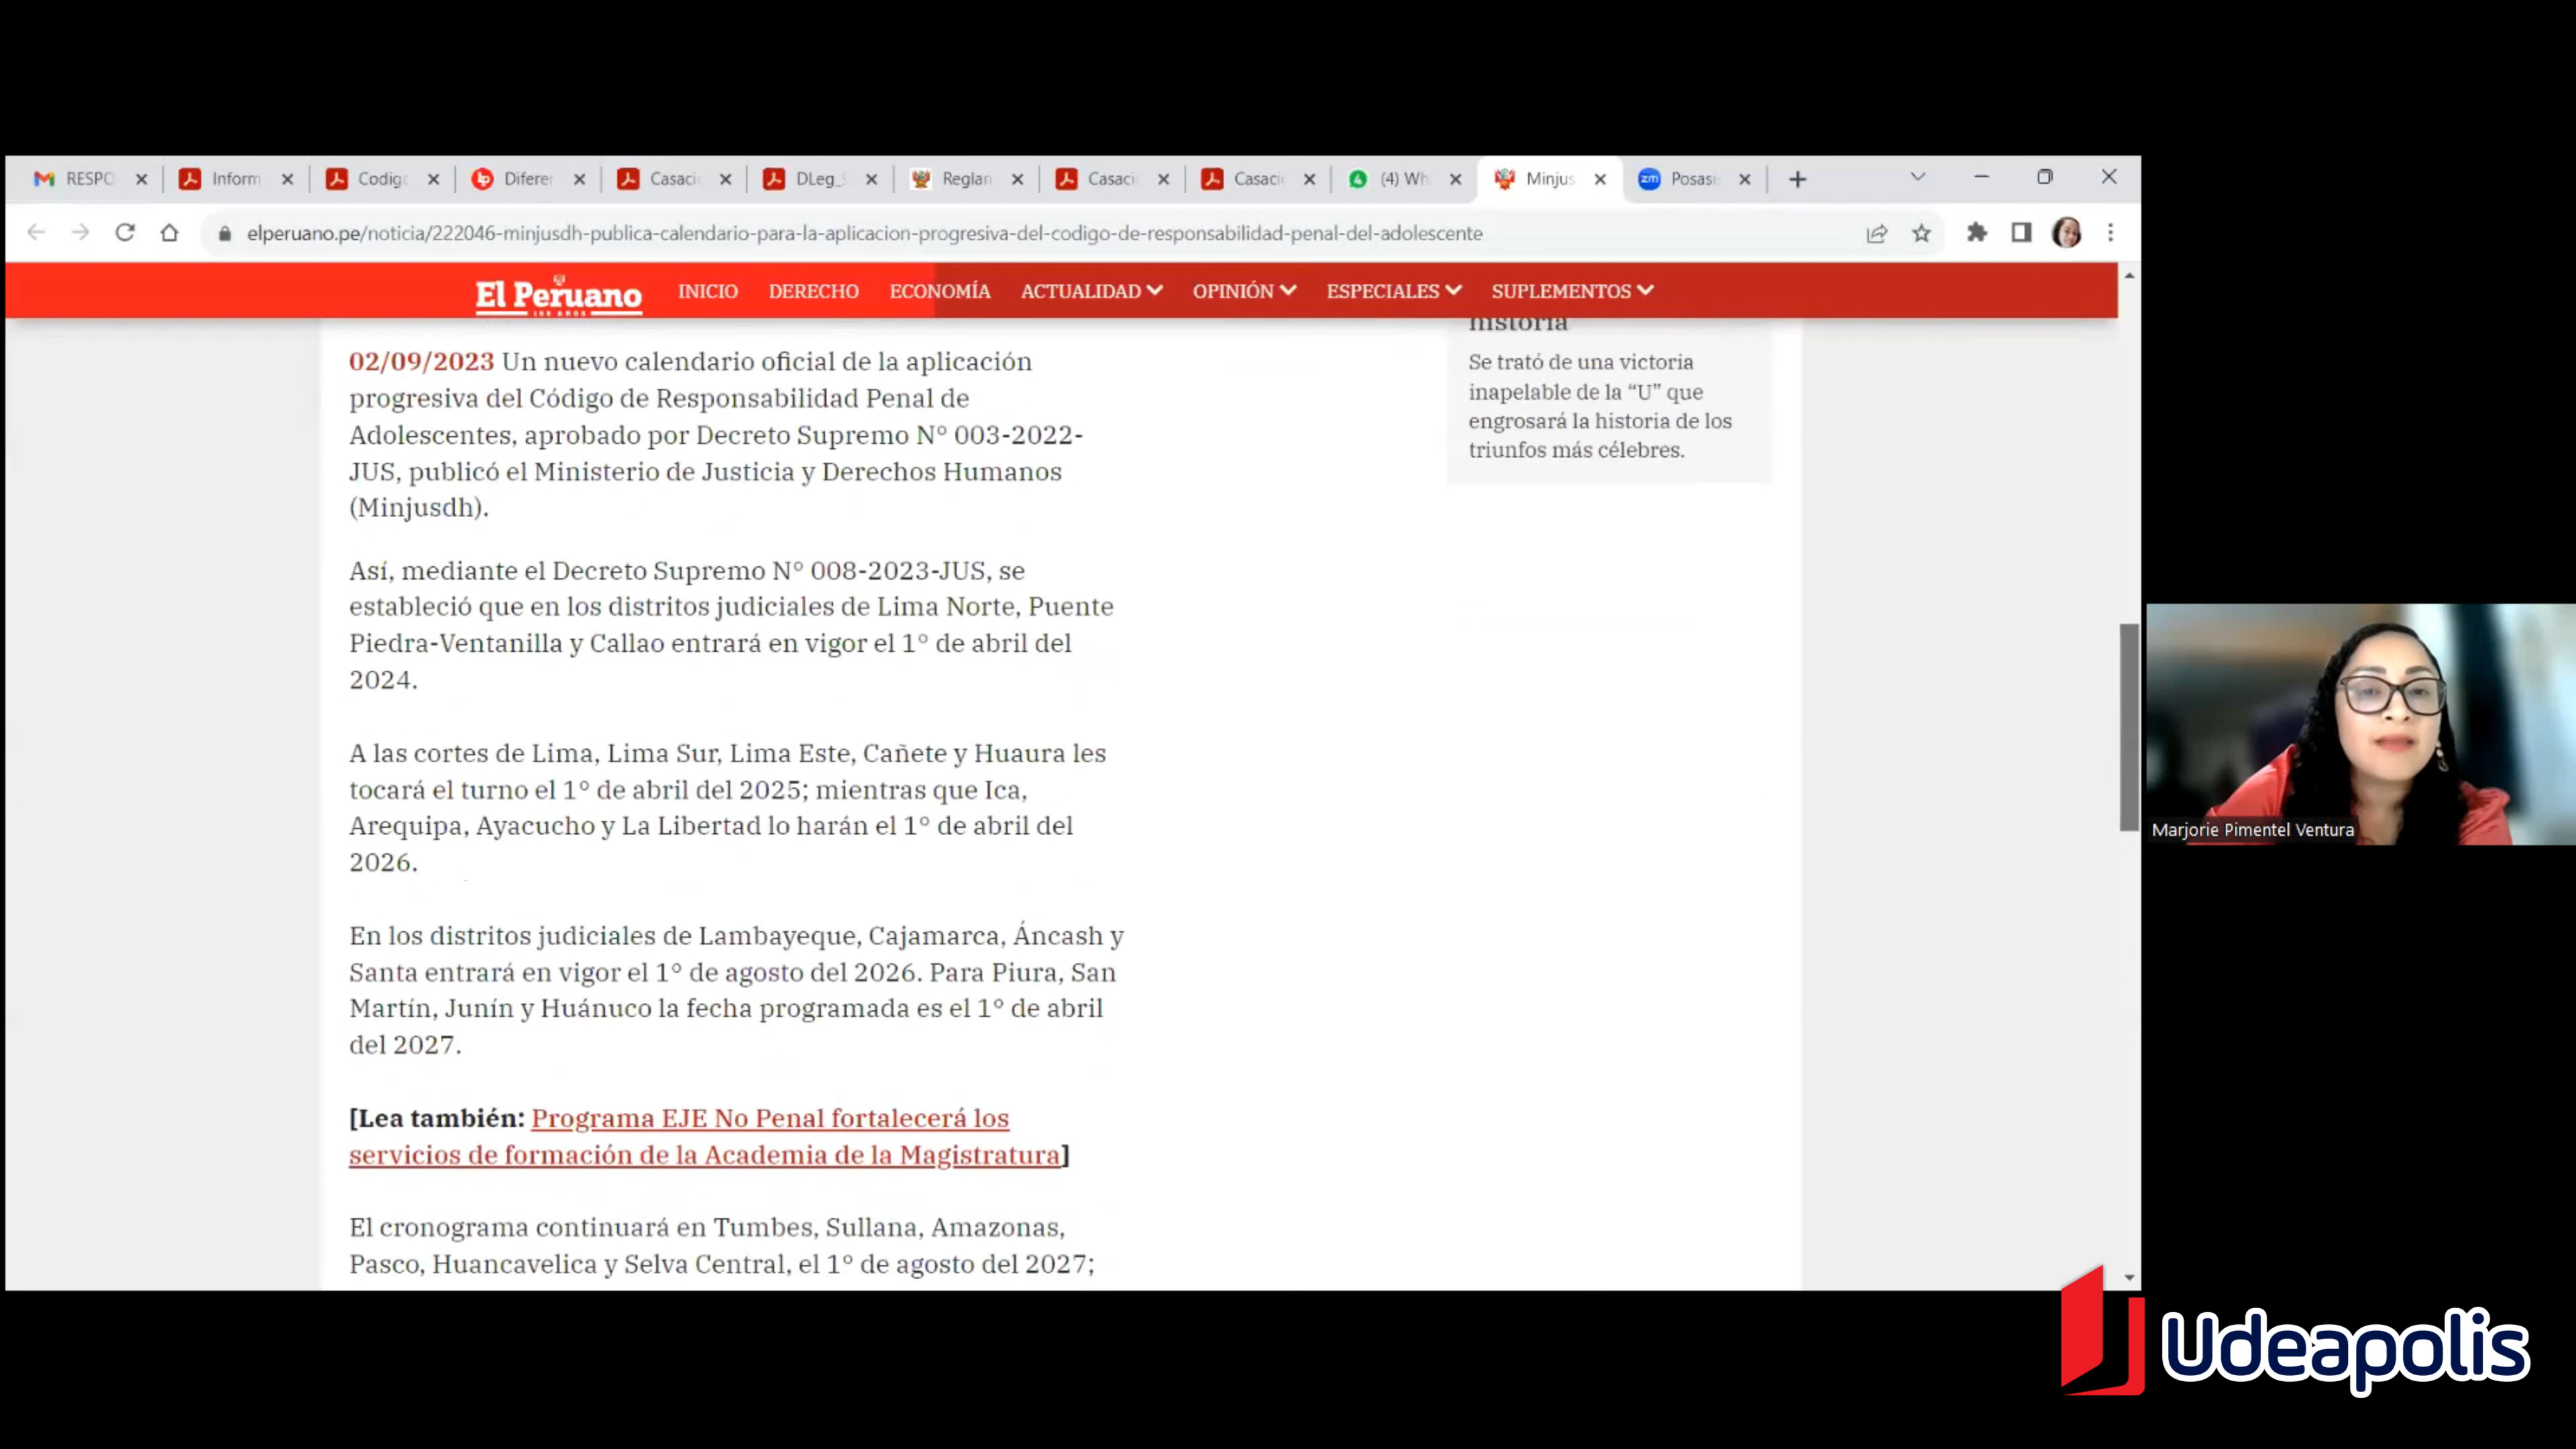 RESPO
Inform
Codigo
Diferen
Casaci
DLeg_S
Reglan
Casaci
Casaci
(4) Wh
Minjus
Posasi
elperuano.pe/noticia/222046-minjusdh-publica-calendario-para-la-aplicacion-progresiva-del-codigo-de-responsabilidad-penal-del-adolescente
El Peruano
INICIO DERECHO ECONOMÍA ACTUALIDAD OPINIÓN ESPECIALES SUPLEMENTOS
02/09/2023 Un nuevo calendario oficial de la aplicación
progresiva del Código de Responsabilidad Penal de
Adolescentes, aprobado por Decreto Supremo N° 003-2022-
JUS, publicó el Ministerio de Justicia y Derechos Humanos
(Minjusdh).
Así, mediante el Decreto Supremo N° 008-2023-JUS, se
estableció que en los distritos judiciales de Lima Norte, Puente
Piedra-Ventanilla y Callao entrará en vigor el 1° de abril del
2024.
A las cortes de Lima, Lima Sur, Lima Este, Cañete y Huaura les
tocará el turno el 1° de abril del 2025; mientras que Ica,
Arequipa, Ayacucho y La Libertad lo harán el 1° de abril del
2026.
En los distritos judiciales de Lambayeque, Cajamarca, Áncash y
Santa entrará en vigor el 1° de agosto del 2026. Para Piura, San
Martín, Junín y Huánuco la fecha programada es el 1° de abril
del 2027.
[Lea también: Programa EJE No Penal fortalecerá los
servicios de formación de la Academia de la Magistratura]
El cronograma continuará en Tumbes, Sullana, Amazonas,
Pasco, Huancavelica y Selva Central, el 1° de agosto del 2027;
historia
Se trató de una victoria
inapelable de la “U” que
engrosará la historia de los
triunfos más célebres.
Marjorie Pimentel Ventura
Udeapolis